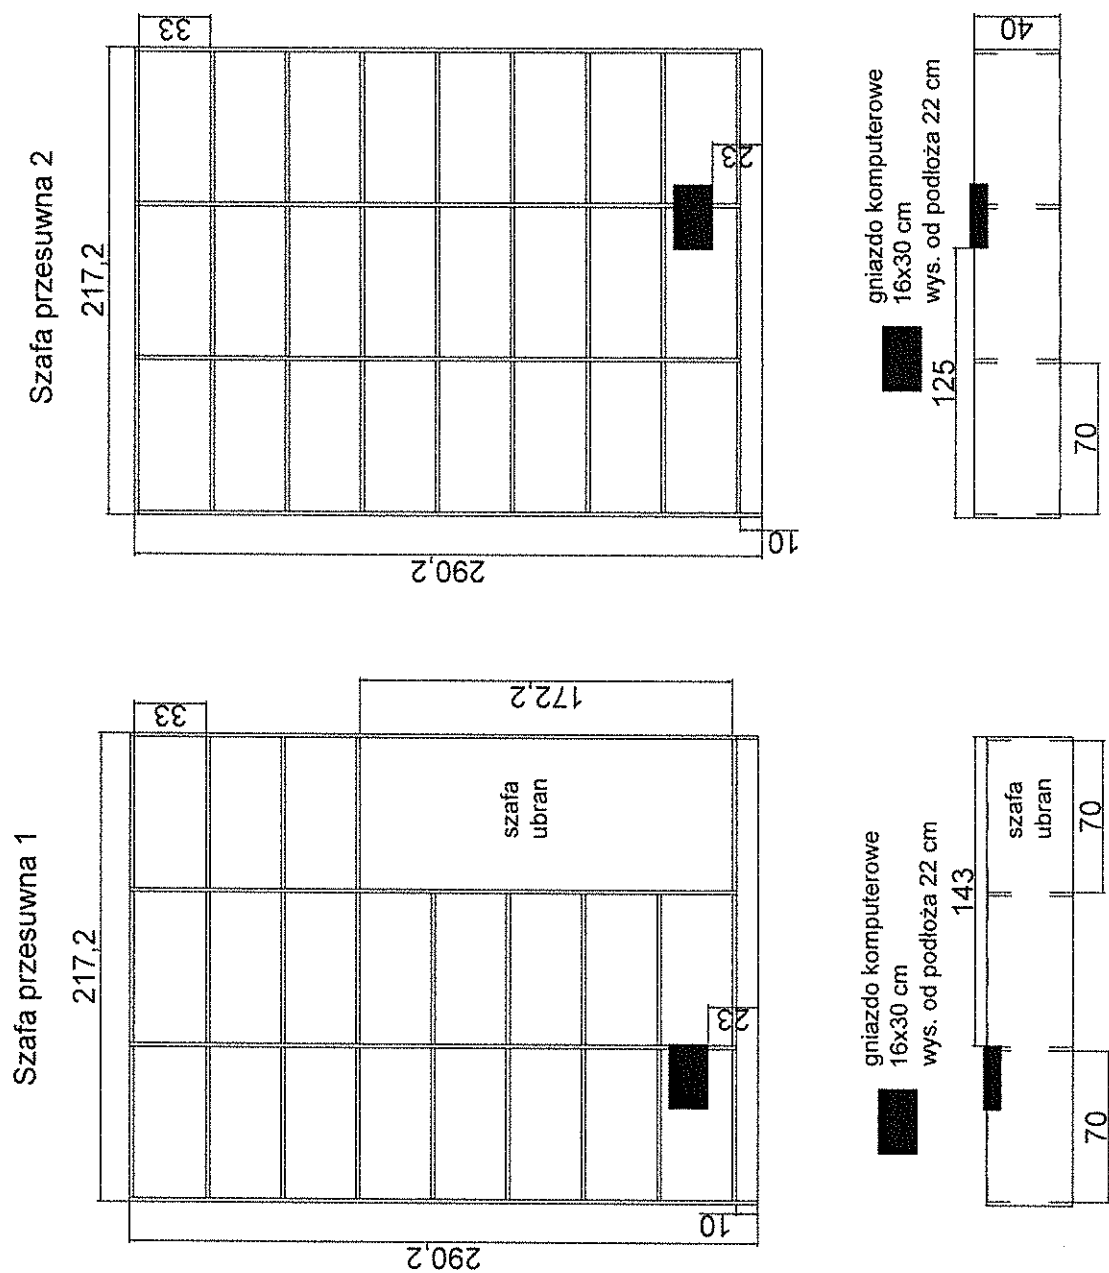 Szafa przesuwna 1
217,2
33
290,2
10
172,2
23
szafa
ubran
gniazdo komputerowe
16x30 cm
wys. od podłoża 22 cm
143
szafa
ubran
70
70
Szafa przesuwna 2
217,2
33
290,2
10
23
gniazdo komputerowe
16x30 cm
wys. od podłoża 22 cm
125
40
70